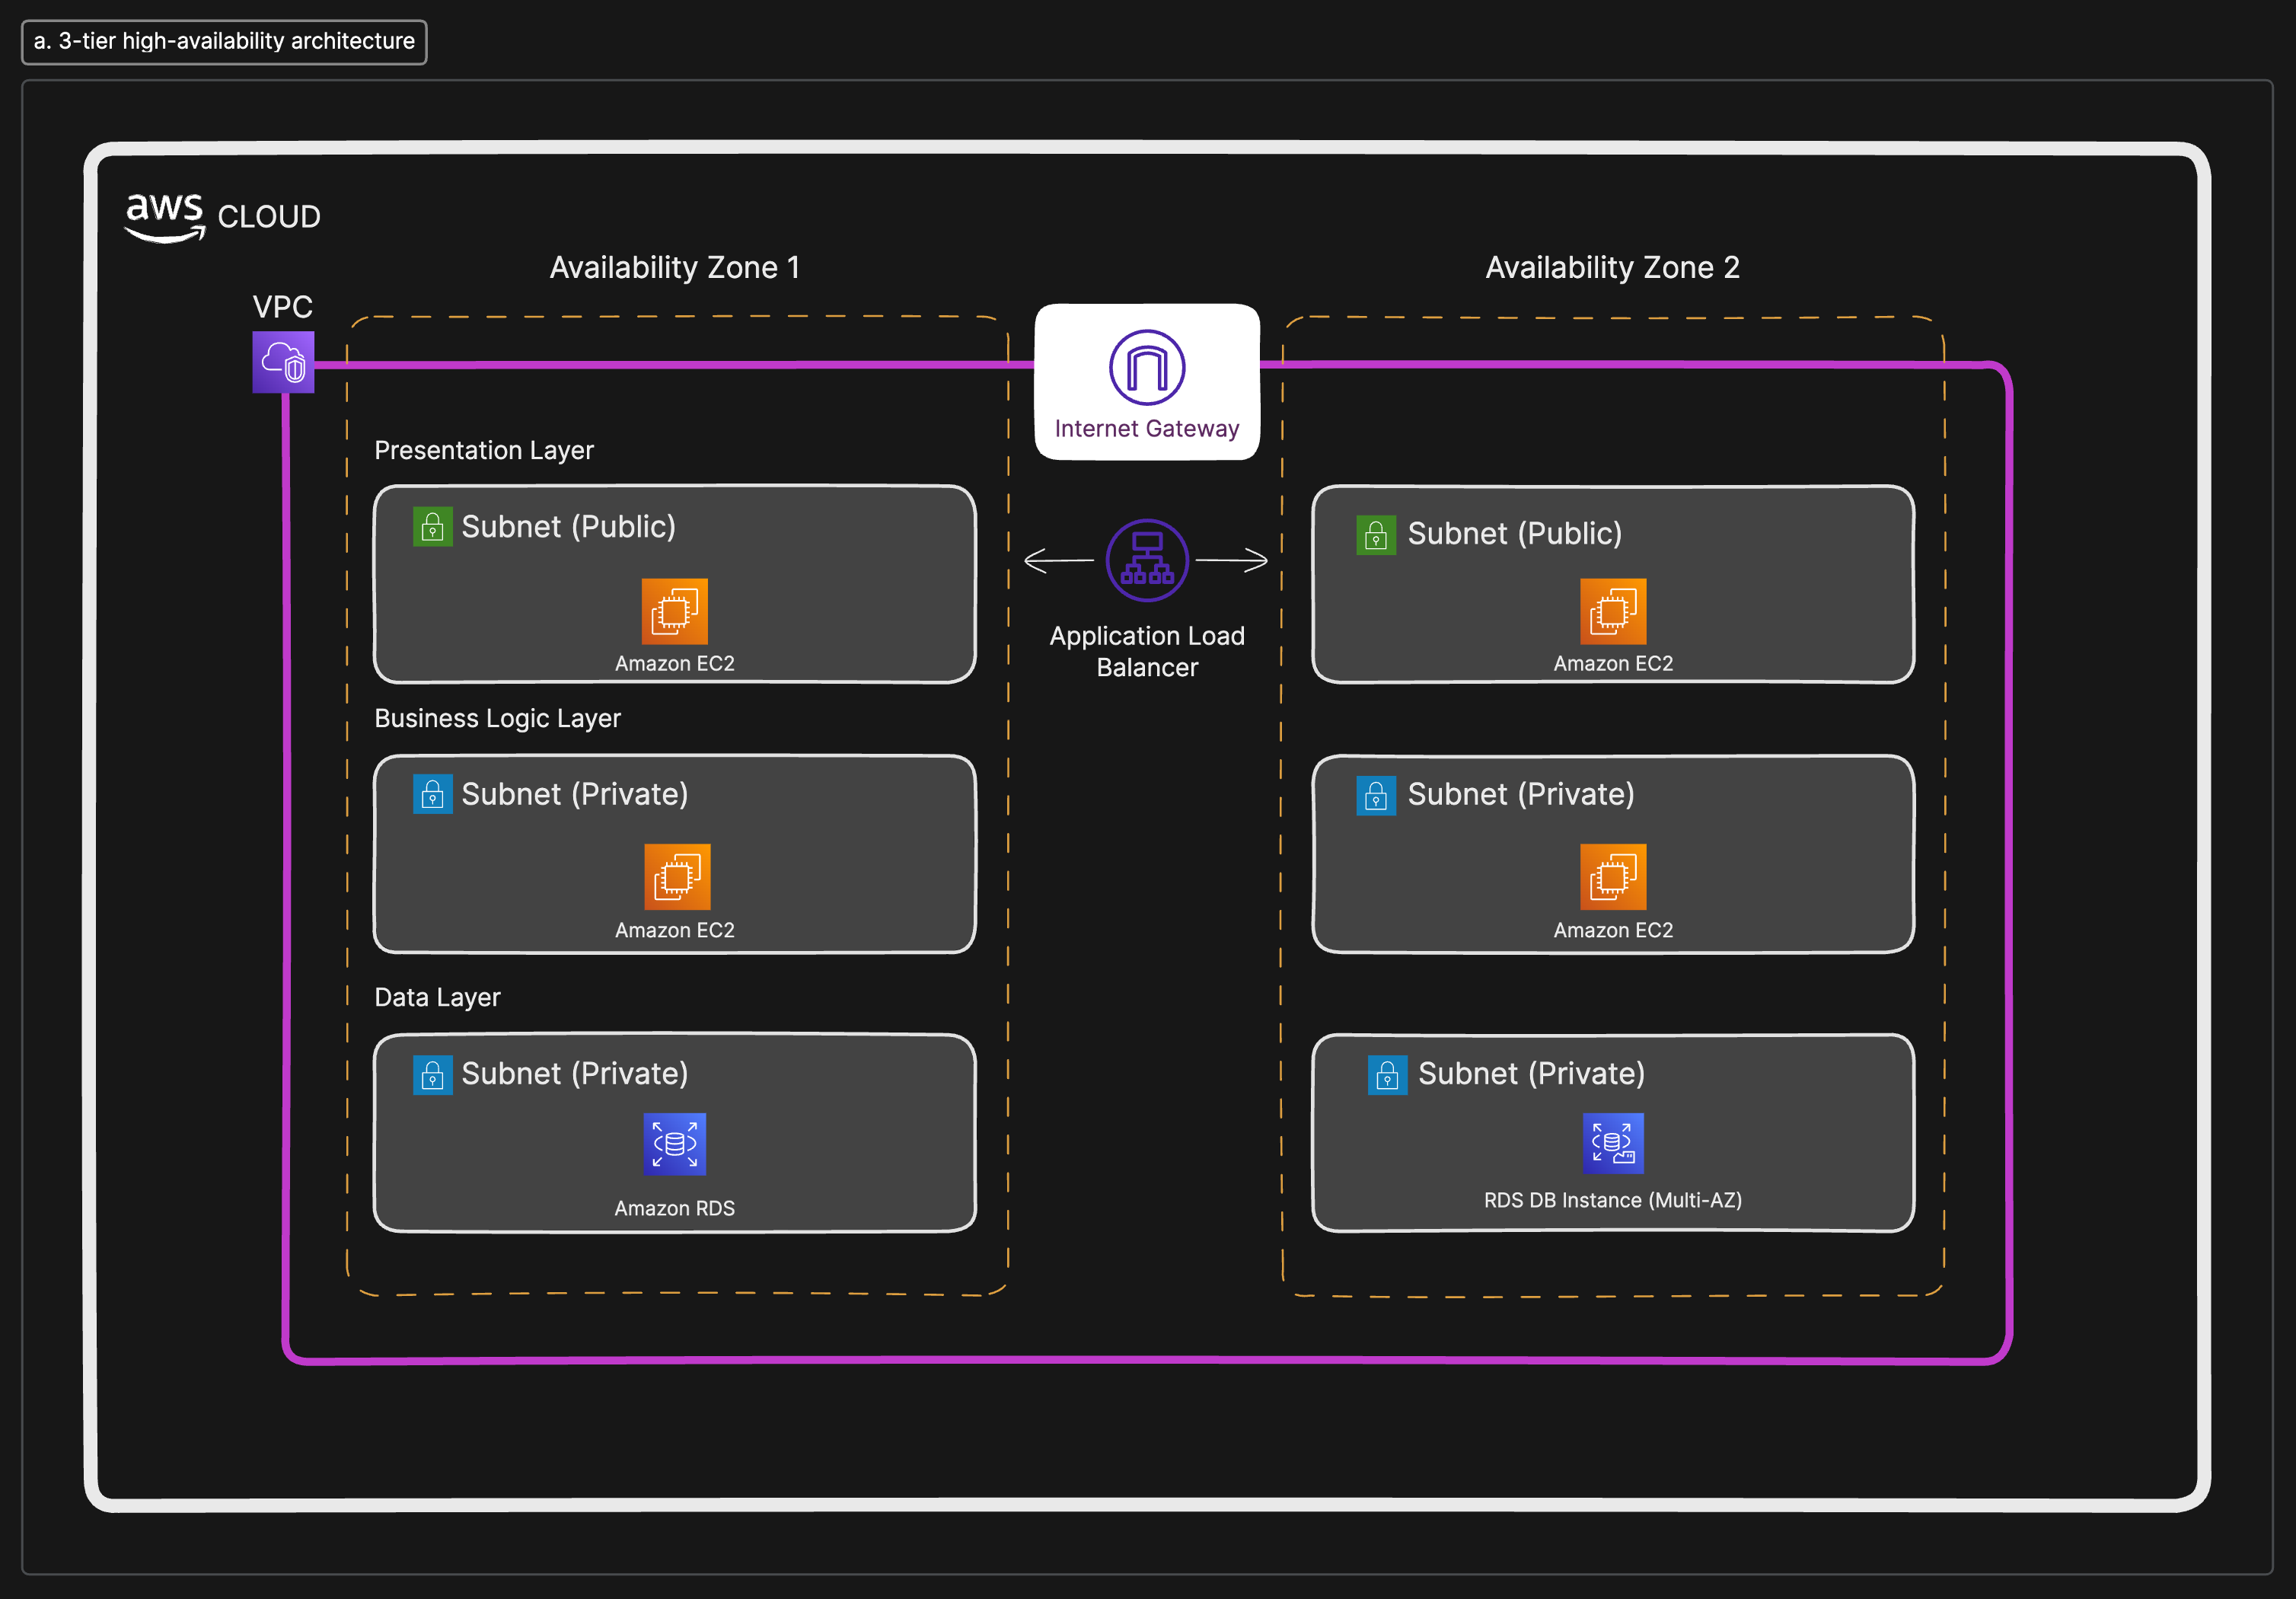 a. 3-tier high-availability architecture
aws CLOUD
Availability Zone 1
Availability Zone 2
VPC
Internet Gateway
Presentation Layer
Subnet (Public)
Amazon EC2
Application Load
Balancer
Subnet (Public)
Amazon EC2
Business Logic Layer
Subnet (Private)
Amazon EC2
Subnet (Private)
Amazon EC2
Data Layer
Subnet (Private)
Amazon RDS
Subnet (Private)
RDS DB Instance (Multi-AZ)